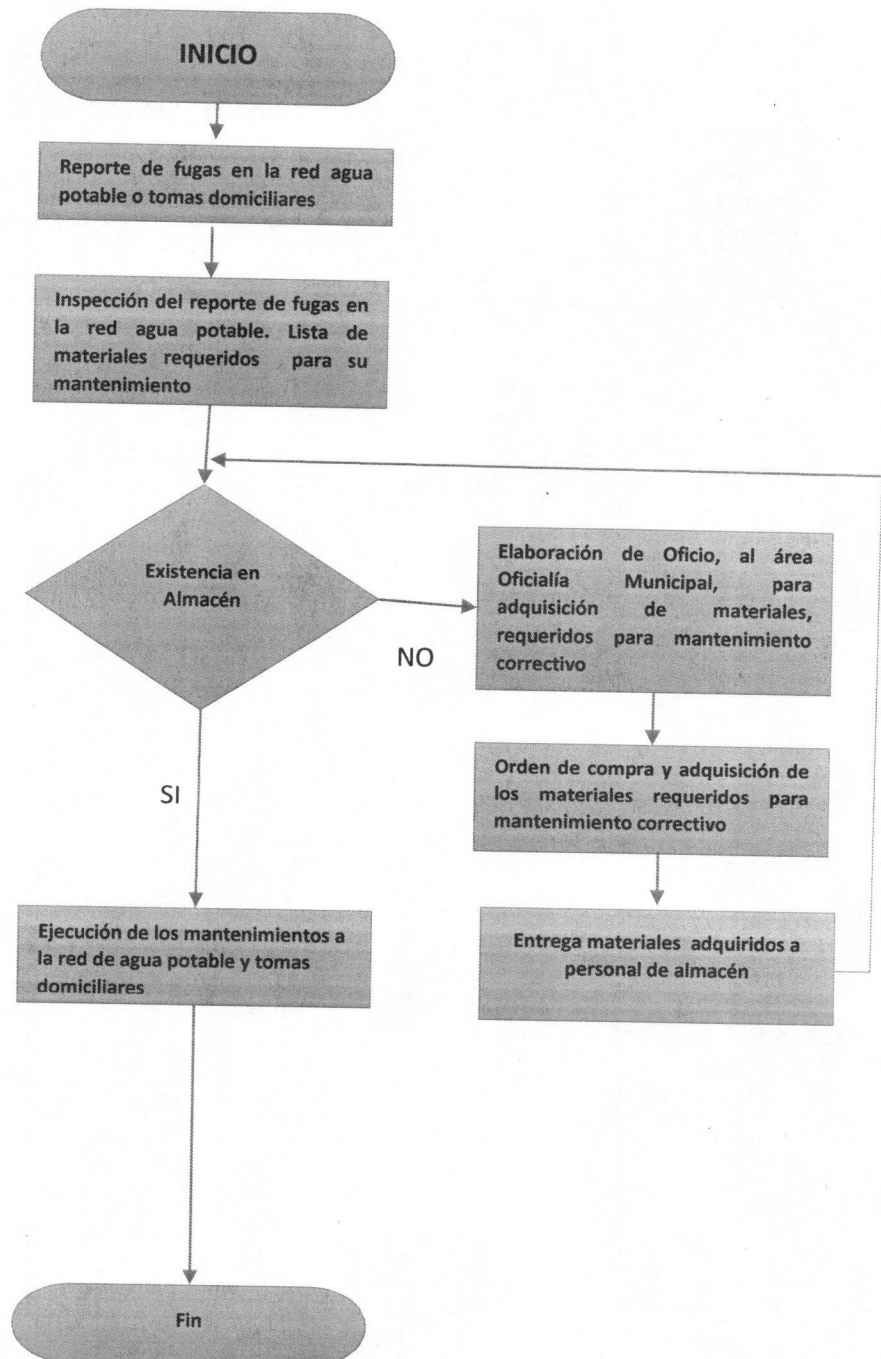 INICIO
Reporte de fugas en la red agua
potable o tomas domiciliares
Inspección del reporte de fugas en
la red agua potable. Lista de
materiales requeridos para su
mantenimiento
Existencia en
Almacén
NO
Elaboración de Oficio, al área
Oficialía Municipal, para
adquisición de materiales,
requeridos para mantenimiento
correctivo
Orden de compra y adquisición de
los materiales requeridos para
mantenimiento correctivo
Entrega materiales adquiridos a
personal de almacén
SI
Ejecución de los mantenimientos a
la red de agua potable y tomas
domiciliares
Fin